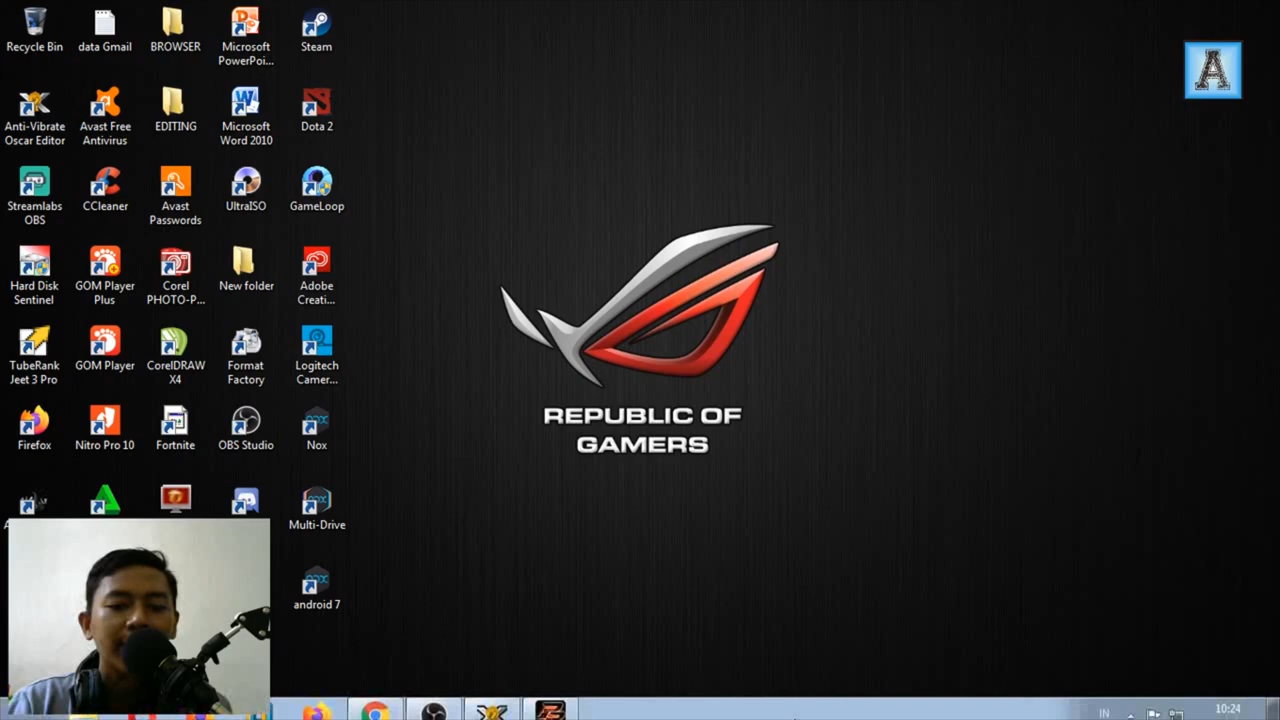 Recycle Bin
data Gmail
BROWSER
Microsoft
PowerPoi...
Steam
A
Anti-Vibrate
Oscar Editor
Avast Free
Antivirus
EDITING
Microsoft
Word 2010
Dota 2
Streamlabs
OBS
CCleaner
Avast
Passwords
UltraISO
GameLoop
Hard Disk
Sentinel
GOM Player
Plus
Corel
PHOTO-P...
New folder
Adobe
Creati...
TubeRank
Jeet 3 Pro
GOM Player
CorelDRAW
X4
Format
Factory
Logitech
Camer...
REPUBLIC OF
GAMERS
Firefox
Nitro Pro 10
Fortnite
OBS Studio
Nox
Multi-Drive
android 7
IN
10:24